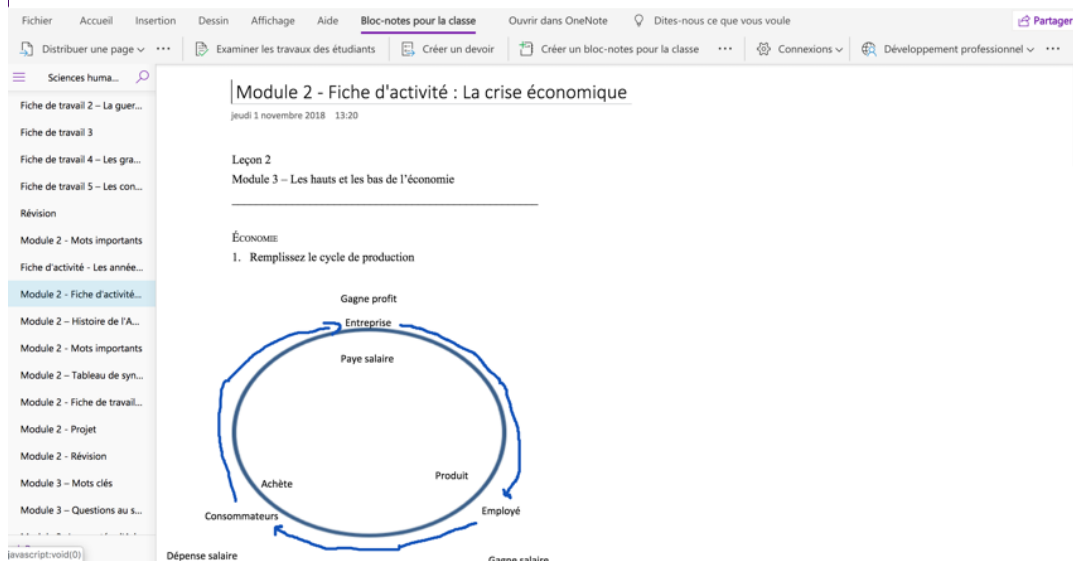 Fichier Accueil Insertion Dessin Affichage Aide Bloc-notes pour la classe Ouvrir dans OneNote Dites-nous ce que vous voule Partager
Distribuer une page ... Examiner les travaux des étudiants Créer un devoir Créer un bloc-notes pour la classe ... Connexions Développement professionnel ...
Sciences huma...
Fiche de travail 2 – La guer...
Fiche de travail 3
Fiche de travail 4 – Les gra...
Fiche de travail 5 – Les con...
Révision
Module 2 - Mots importants
Fiche d'activité - Les année...
Module 2 - Fiche d'activité...
Module 2 – Histoire de l'A...
Module 2 - Mots importants
Module 2 – Tableau de syn...
Module 2 - Fiche de travail...
Module 2 - Projet
Module 2 - Révision
Module 3 – Mots clés
Module 3 – Questions au s...
javascript:void(0)
Module 2 - Fiche d'activité : La crise économique
jeudi 1 novembre 2018 13:20
Leçon 2
Module 3 – Les hauts et les bas de l'économie
ÉCONOMIE
1. Remplissez le cycle de production
Gagne profit
Entreprise
Paye salaire
Produit
Achète
Employé
Consommateurs
Dépense salaire
Gagne salaire